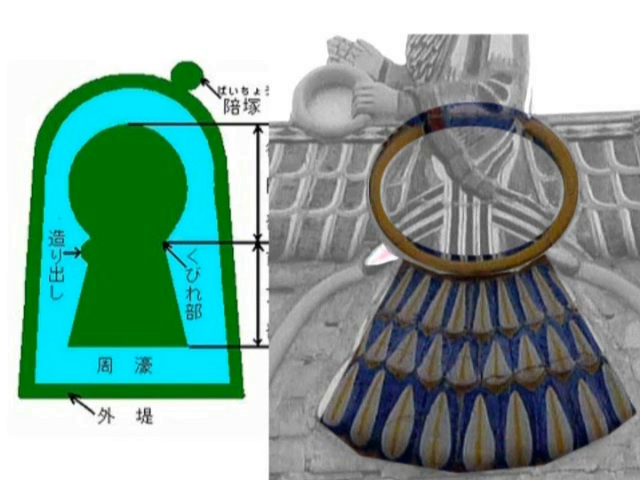 ばいちょう
陪塚
造り出し
くびれ部
周濠
外堤